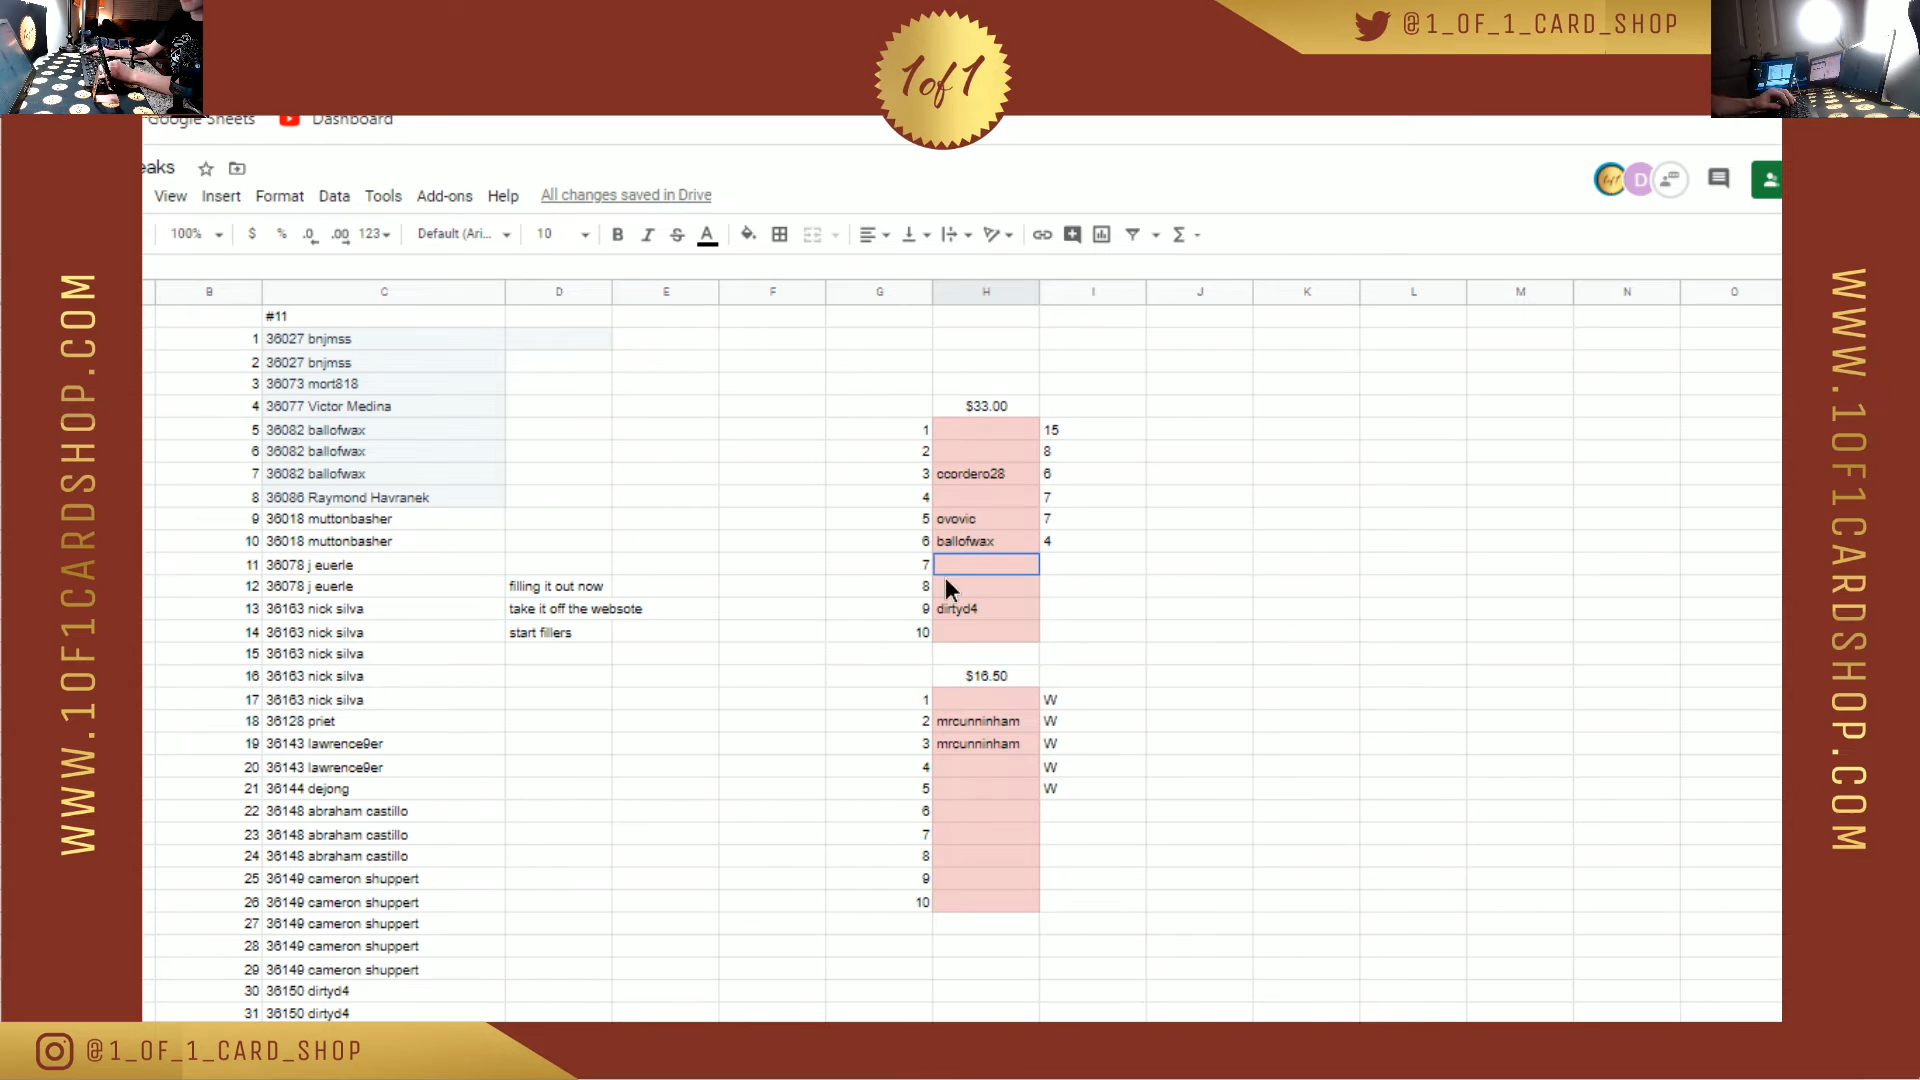 1of1
@1_OF_1_CARD_SHOP
WWW.1OF1CARDSHOP.COM
Google Sheets Dashboard
eaks
View Insert Format Data Tools Add-ons Help All changes saved in Drive
D
100% $ % .0 .00 123 Default (Ari... 10 B I S A Σ
B C D E F G H I J K L M N O
#11
1 36027 bnjmss
2 36027 bnjmss
3 36073 mort818
4 36077 Victor Medina $33.00
5 36082 ballofwax 1 15
6 36082 ballofwax 2 8
7 36082 ballofwax 3 ccordero28 6
8 36086 Raymond Havranek 4 7
9 36018 muttonbasher 5 ovovic 7
10 36018 muttonbasher 6 ballofwax 4
11 36078 j euerle 7
12 36078 j euerle filling it out now 8
13 36163 nick silva take it off the websote 9 dirtyd4
14 36163 nick silva start fillers 10
15 36163 nick silva
16 36163 nick silva $16.50
17 36163 nick silva 1 W
18 36128 priet 2 mrcunninham W
19 36143 lawrence9er 3 mrcunninham W
20 36143 lawrence9er 4 W
21 36144 dejong 5 W
22 36148 abraham castillo 6
23 36148 abraham castillo 7
24 36148 abraham castillo 8
25 36149 cameron shuppert 9
26 36149 cameron shuppert 10
27 36149 cameron shuppert
28 36149 cameron shuppert
29 36149 cameron shuppert
30 36150 dirtyd4
31 36150 dirtyd4
WWW.1OF1CARDSHOP.COM
@1_OF_1_CARD_SHOP